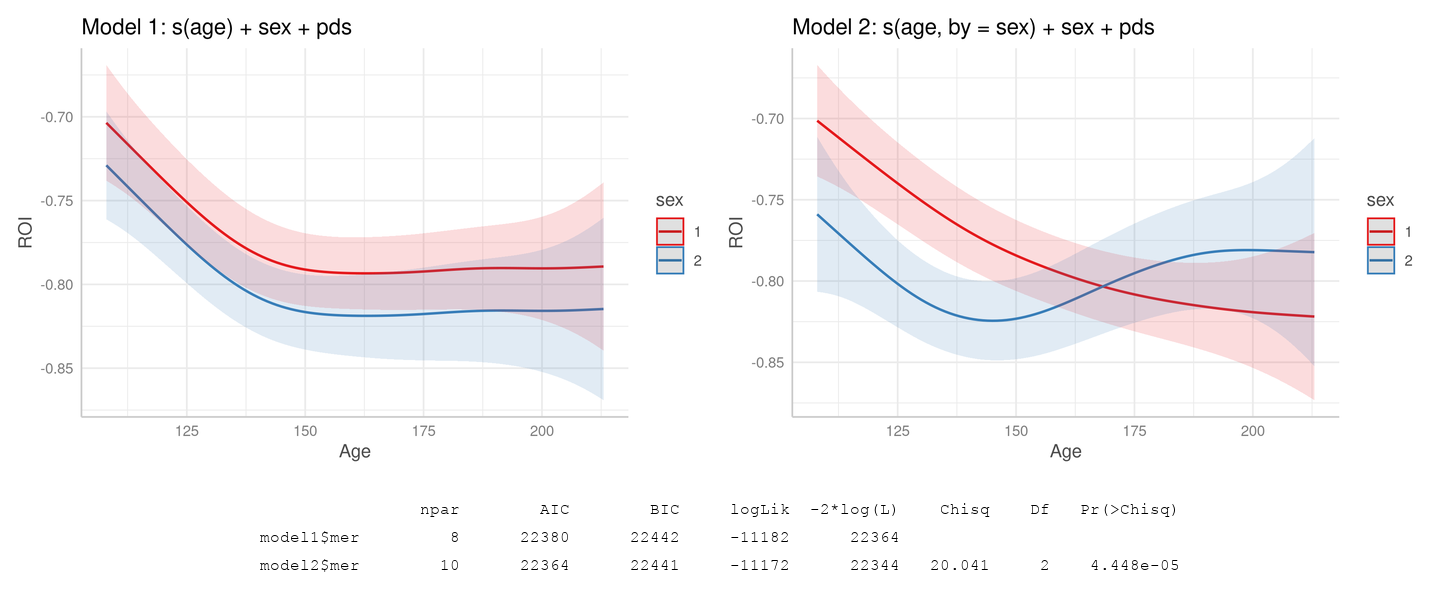 Model 1: s(age) + sex + pds
-0.70
-0.75
-0.80
-0.85
ROI
125 150 175 200
Age
sex
1
2
Model 2: s(age, by = sex) + sex + pds
-0.70
-0.75
-0.80
-0.85
ROI
125 150 175 200
Age
sex
1
2
npar AIC BIC logLik -2*log(L) Chisq Df Pr(>Chisq)
model1$mer 8 22380 22442 -11182 22364
model2$mer 10 22364 22441 -11172 22344 20.041 2 4.448e-05